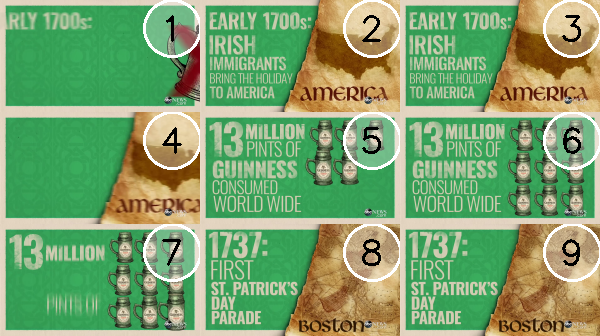 ARLY 1700s:
1
EARLY 1700s:
IRISH
IMMIGRANTS
BRING THE HOLIDAY
TO AMERICA
AMERICA
2
EARLY 1700s:
IRISH
IMMIGRANTS
BRING THE HOLIDAY
TO AMERICA
AMERICA
3
AMERICA
4
13 MILLION
PINTS OF
GUINNESS
CONSUMED
WORLD WIDE
5
13 MILLION
PINTS OF
GUINNESS
CONSUMED
WORLD WIDE
6
13 MILLION
PINTS OF
7
1737:
FIRST
ST. PATRICK'S
DAY
PARADE
BOSTON
8
1737:
FIRST
ST. PATRICK'S
DAY
PARADE
BOSTON
9